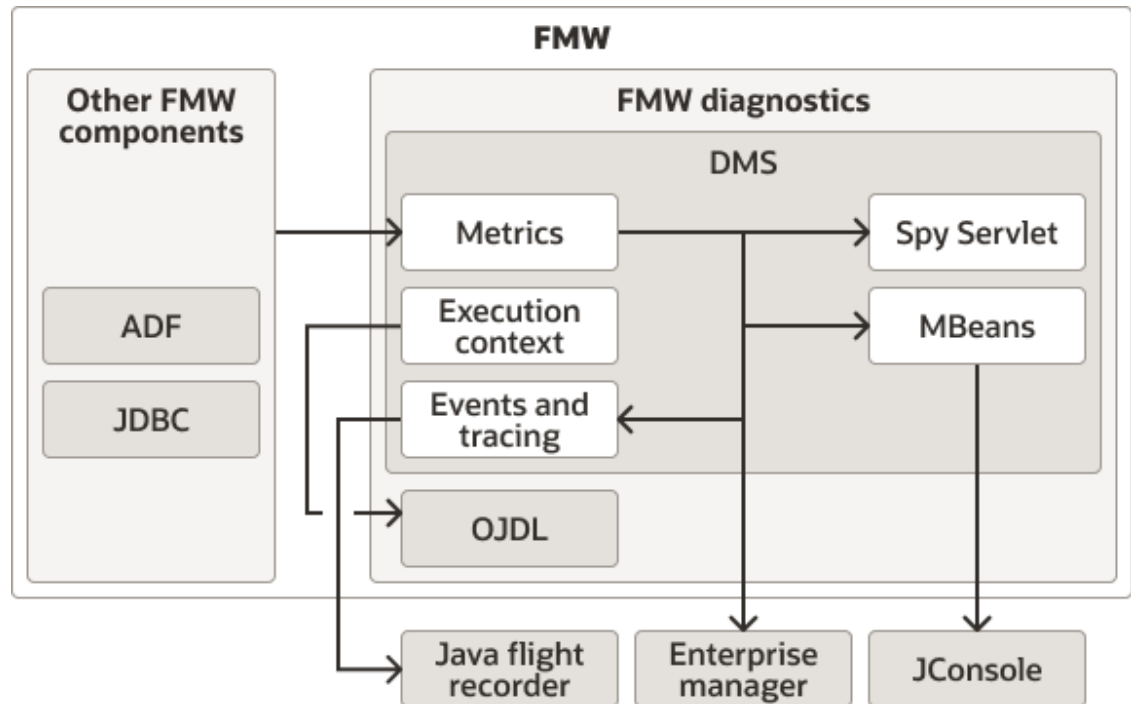 FMW
Other FMW
components
ADF
JDBC
FMW diagnostics
DMS
Metrics
Spy Servlet
Execution
context
MBeans
Events and
tracing
OJDL
Java flight
recorder
Enterprise
manager
JConsole